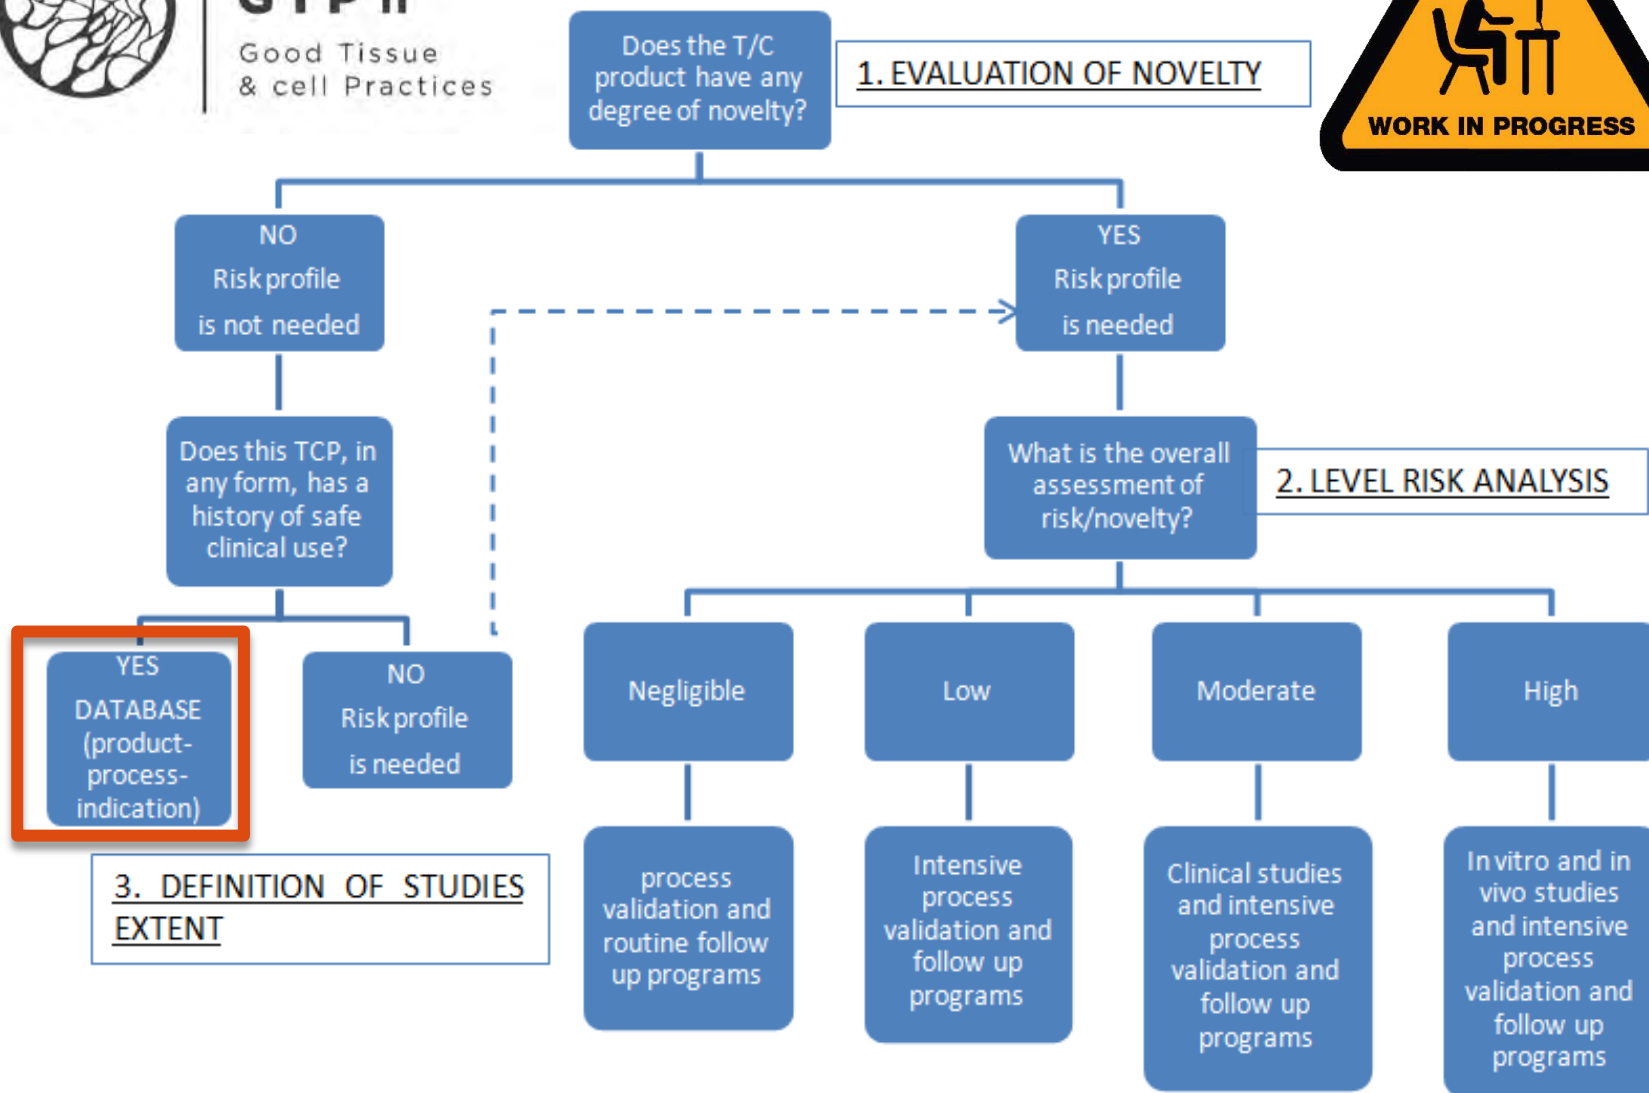 Good Tissue
& cell Practices
Does the T/C
product have any
degree of novelty?
1. EVALUATION OF NOVELTY
WORK IN PROGRESS
NO
Risk profile
is not needed
YES
Risk profile
is needed
Does this TCP, in
any form, has a
history of safe
clinical use?
What is the overall
assessment of
risk/novelty?
2. LEVEL RISK ANALYSIS
YES
DATABASE
(product-
process-
indication)
NO
Risk profile
is needed
Negligible
Low
Moderate
High
3. DEFINITION OF STUDIES
EXTENT
process
validation and
routine follow
up programs
Intensive
process
validation and
follow up
programs
Clinical studies
and intensive
process
validation and
follow up
programs
In vitro and in
vivo studies
and intensive
process
validation and
follow up
programs